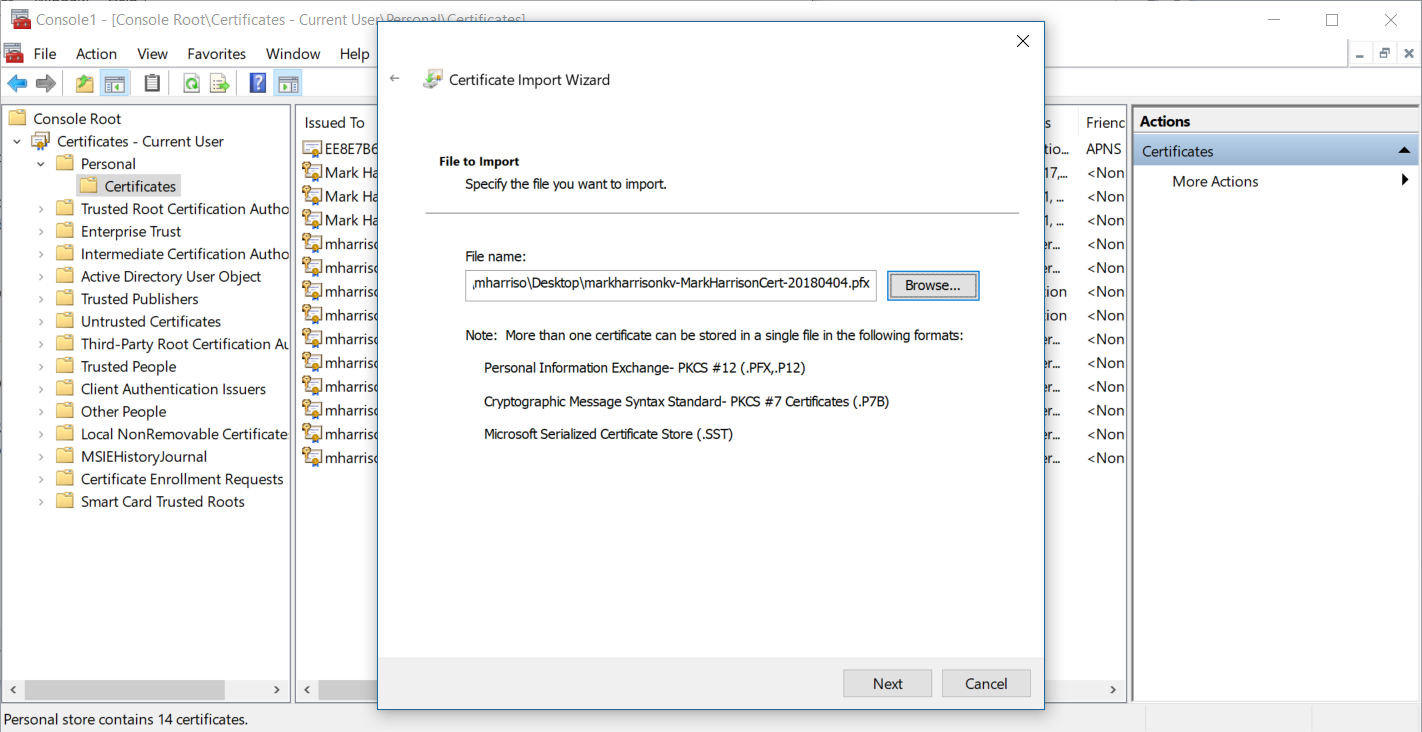 Console1 - [Console Root\Certificates - Current User\Personal\Certificates]
File Action View Favorites Window Help
Console Root
Certificates - Current User
Personal
Certificates
Trusted Root Certification Autho
Enterprise Trust
Intermediate Certification Autho
Active Directory User Object
Trusted Publishers
Untrusted Certificates
Third-Party Root Certification Au
Trusted People
Client Authentication Issuers
Other People
Local NonRemovable Certificate
MSIEHistoryJournal
Certificate Enrollment Requests
Smart Card Trusted Roots
Issued To
EE8E7B6
Mark Ha
Mark Ha
Mark Ha
mharriso
mharriso
mharriso
mharriso
mharriso
mharriso
mharriso
mharriso
mharriso
mharriso
Certificate Import Wizard
File to Import
Specify the file you want to import.
File name:
\mharriso\Desktop\markharrisonkv-MarkHarrisonCert-20180404.pfx
Browse...
Note: More than one certificate can be stored in a single file in the following formats:
Personal Information Exchange- PKCS #12 (.PFX,.P12)
Cryptographic Message Syntax Standard- PKCS #7 Certificates (.P7B)
Microsoft Serialized Certificate Store (.SST)
Next
Cancel
s Friend
tio... APNS
17,... <Non
1, ... <Non
1, ... <Non
er... <Non
er... <Non
tion <Non
tion <Non
er... <Non
er... <Non
er... <Non
er... <Non
er... <Non
er... <Non
Actions
Certificates
More Actions
Personal store contains 14 certificates.